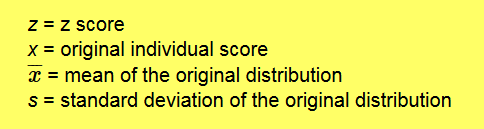 z = z score
x = original individual score
x̅ = mean of the original distribution
s = standard deviation of the original distribution